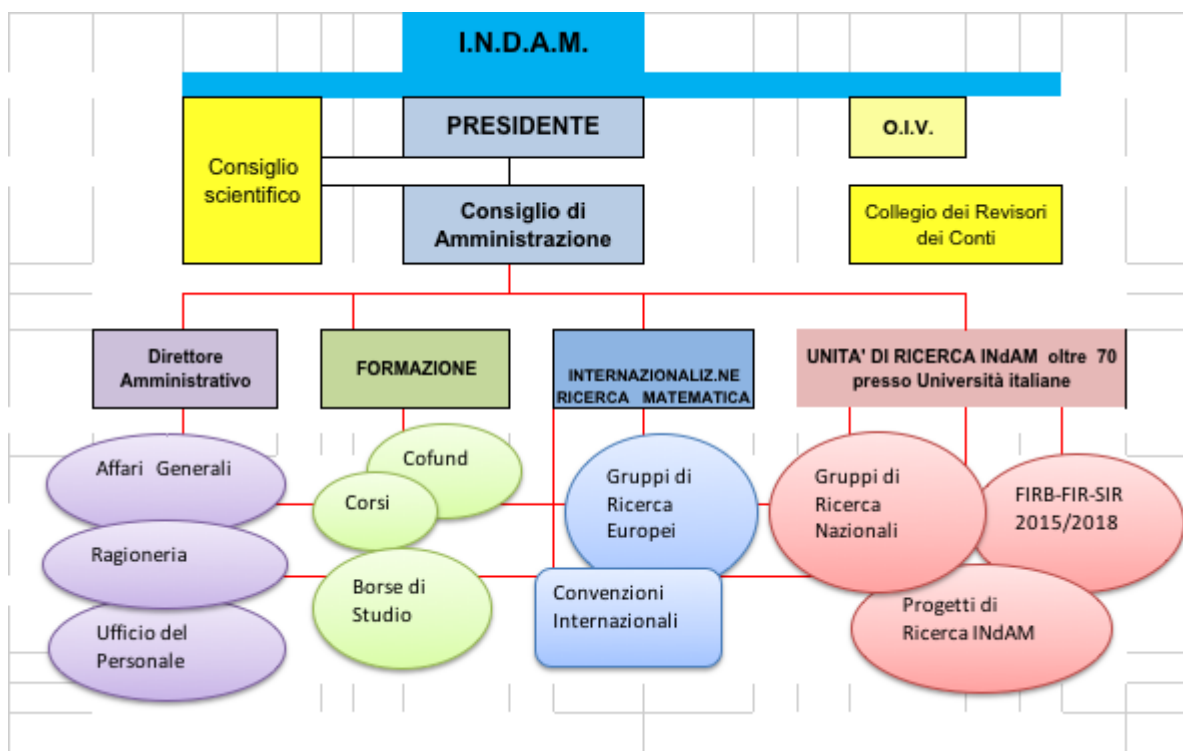 I.N.D.A.M.
PRESIDENTE
O.I.V.
Consiglio
scientifico
Consiglio di
Amministrazione
Collegio dei Revisori
dei Conti
Direttore
Amministrativo
FORMAZIONE
INTERNAZIONALIZ.NE
RICERCA MATEMATICA
UNITA' DI RICERCA INdAM oltre 70
presso Università italiane
Affari Generali
Ragioneria
Ufficio del
Personale
Cofund
Corsi
Borse di
Studio
Gruppi di
Ricerca
Europei
Convenzioni
Internazionali
Gruppi di
Ricerca
Nazionali
FIRB-FIR-SIR
2015/2018
Progetti di
Ricerca INdAM